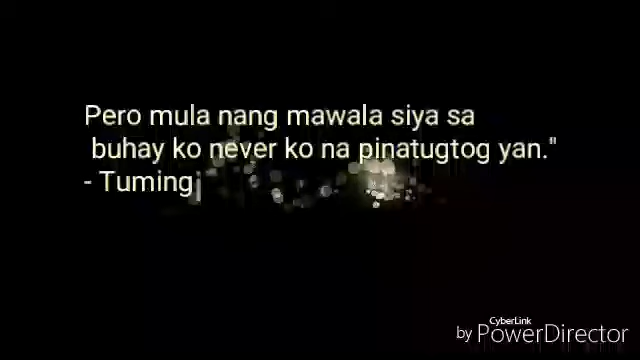 Pero mula nang mawala siya sa
buhay ko never ko na pinatugtog yan."
- Tuming
CyberLink
by PowerDirector